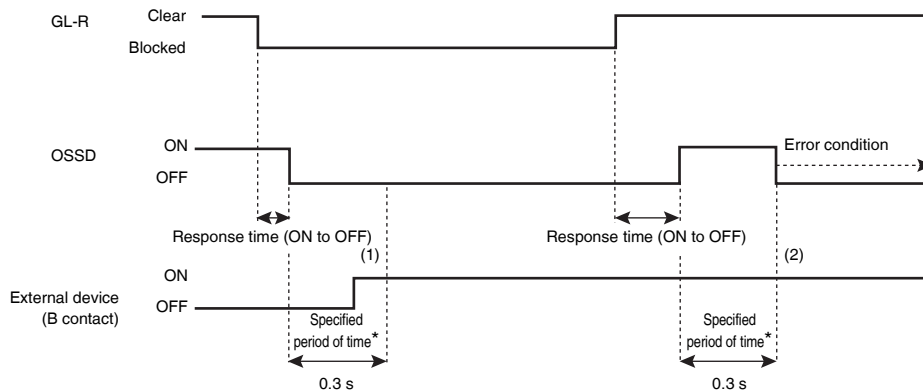 GL-R
Clear
Blocked
OSSD
ON
OFF
Error condition
Response time (ON to OFF)
(1)
Response time (ON to OFF)
(2)
External device
(B contact)
ON
OFF
Specified
period of time*
0.3 s
Specified
period of time*
0.3 s